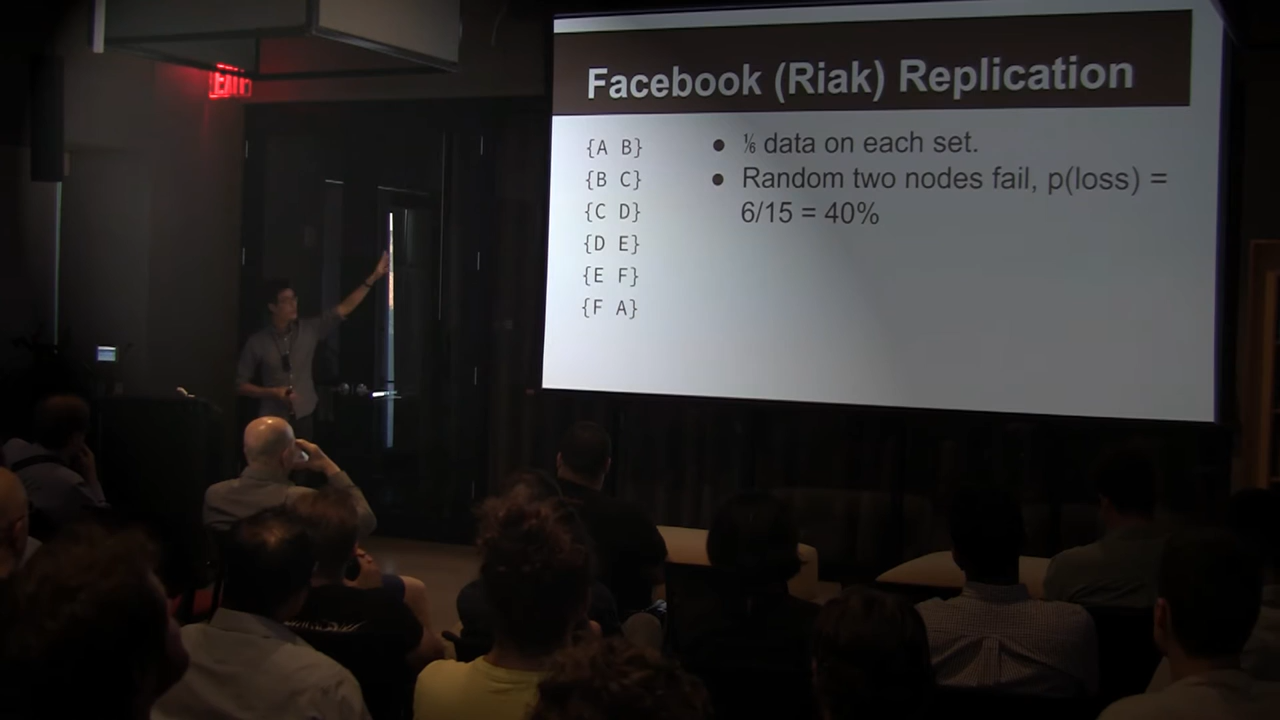 EXIT
Facebook (Riak) Replication
{A B}
{B C}
{C D}
{D E}
{E F}
{F A}
● ⅙ data on each set.
● Random two nodes fail, p(loss) =
6/15 = 40%